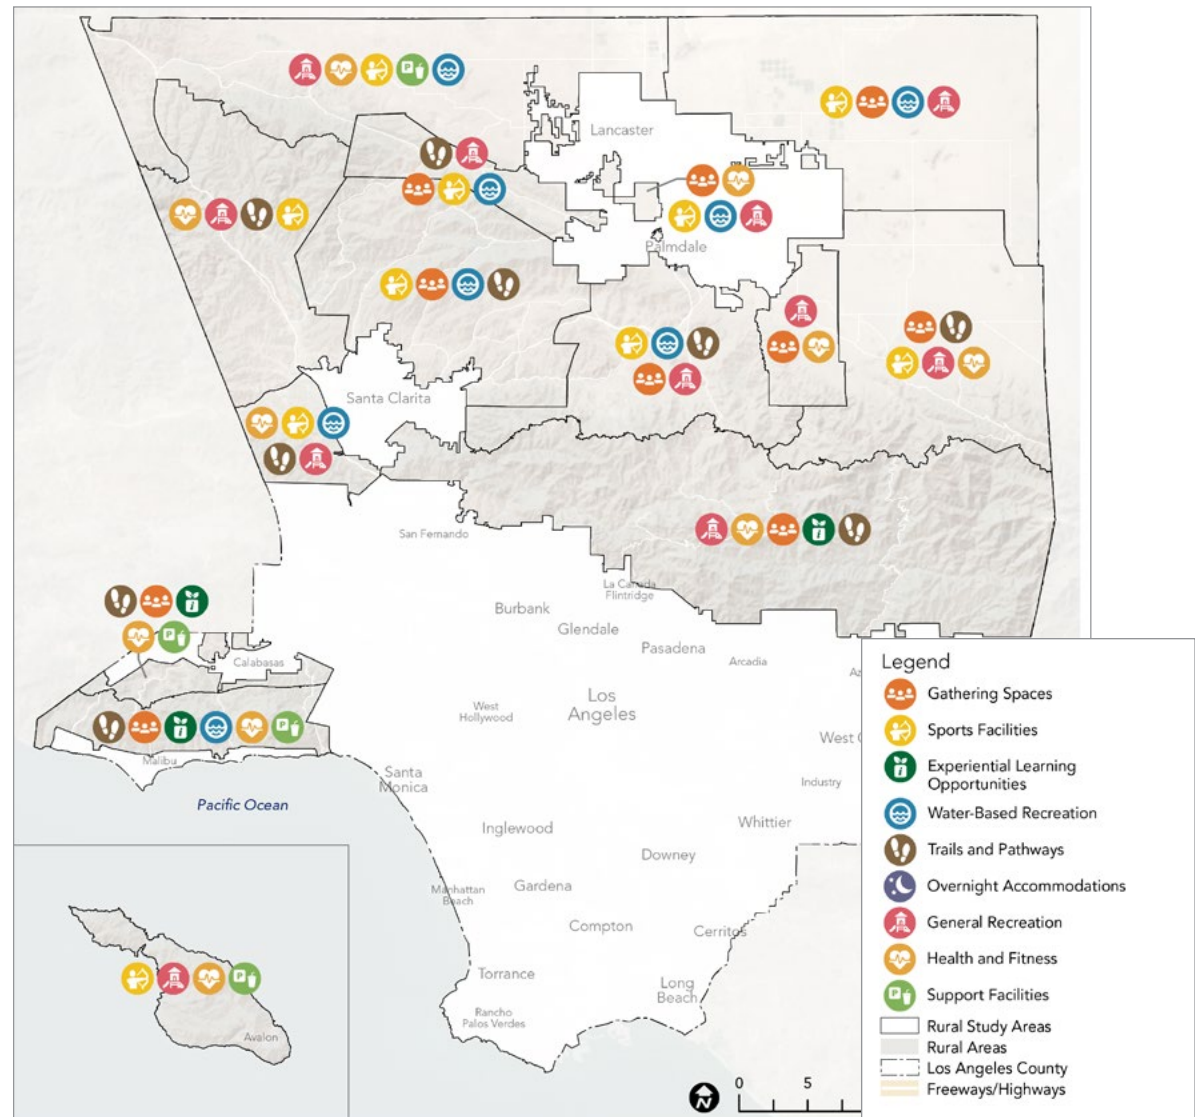 Lancaster
Palmdale
Santa Clarita
San Fernando
La Canada
Flintridge
Burbank
Glendale
Pasadena
Arcadia
Calabasas
Los
Angeles
West
Hollywood
West C
Malibu
Santa
Monica
Industry
Pacific Ocean
Inglewood
Whittier
Downey
Manhattan
Beach
Gardena
Compton
Cerritos
Torrance
Long
Beach
Rancho
Palos Verdes
Avalon
N
0 5
Legend
Gathering Spaces
Sports Facilities
Experiential Learning
Opportunities
Water-Based Recreation
Trails and Pathways
Overnight Accommodations
General Recreation
Health and Fitness
Support Facilities
Rural Study Areas
Rural Areas
Los Angeles County
Freeways/Highways